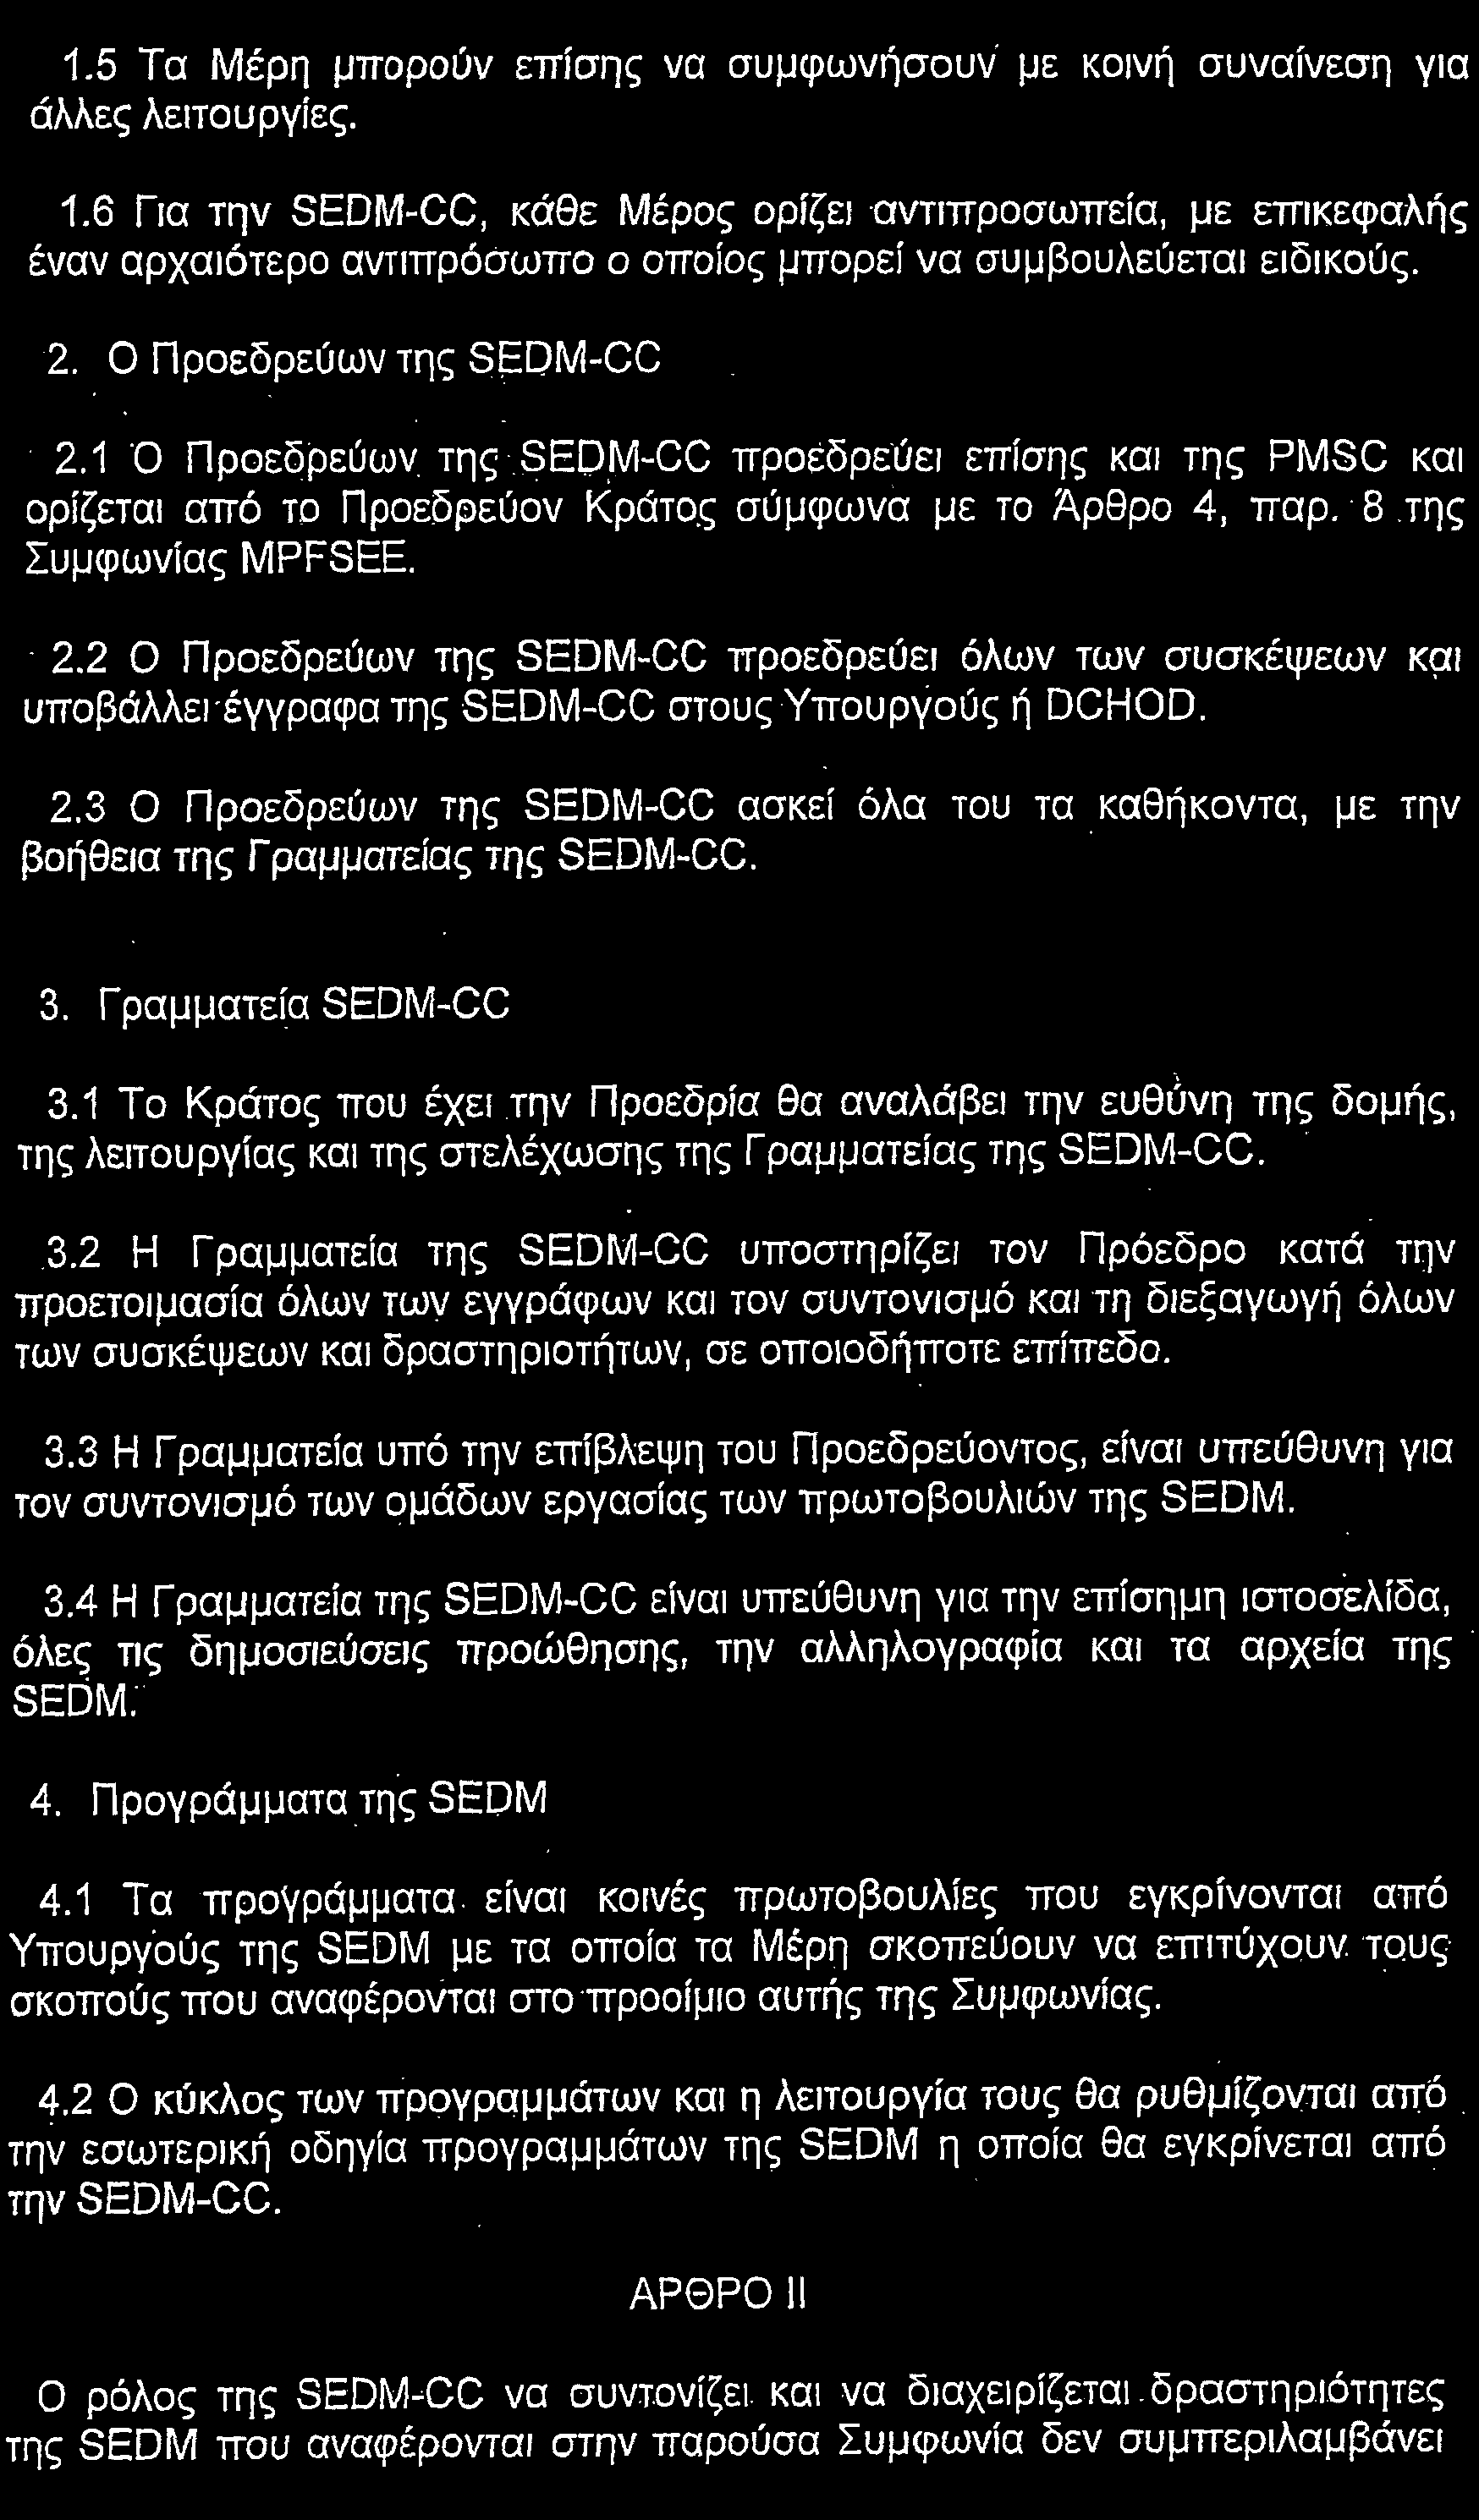 1.5 Τα Μέρη μπορούν επίσης να συμφωνήσουν με κοινή συναίνεση για
άλλες λειτουργίες.
1.6 Για την SEDM-CC, κάθε Μέρος ορίζει αντιπροσωπεία, με επικεφαλής
έναν αρχαιότερο αντιπρόσωπο ο οποίος μπορεί να συμβουλεύεται ειδικούς.
2. Ο Προεδρεύων της SEDM-CC
2.1 Ο Προεδρεύων της SEDM-CC προεδρεύει επίσης και της PMSC και
ορίζεται από το Προεδρεύον Κράτος σύμφωνα με το Άρθρο 4, παρ. 8 της
Συμφωνίας MPFSEE.
2.2 Ο Προεδρεύων της SEDM-CC προεδρεύει όλων των συσκέψεων και
υποβάλλει έγγραφα της SEDM-CC στους Υπουργούς ή DCHOD.
2.3 Ο Προεδρεύων της SEDM-CC ασκεί όλα του τα καθήκοντα, με την
βοήθεια της Γραμματείας της SEDM-CC.
3. Γραμματεία SEDM-CC
3.1 Το Κράτος που έχει την Προεδρία θα αναλάβει την ευθύνη της δομής,
της λειτουργίας και της στελέχωσης της Γραμματείας της SEDM-CC.
3.2 Η Γραμματεία της SEDM-CC υποστηρίζει τον Πρόεδρο κατά την
προετοιμασία όλων των εγγράφων και τον συντονισμό και τη διεξαγωγή όλων
των συσκέψεων και δραστηριοτήτων, σε οποιοδήποτε επίπεδο.
3.3 Η Γραμματεία υπό την επίβλεψη του Προεδρεύοντος, είναι υπεύθυνη για
τον συντονισμό των ομάδων εργασίας των πρωτοβουλιών της SEDM.
3.4 Η Γραμματεία της SEDM-CC είναι υπεύθυνη για την επίσημη ιστοσελίδα,
όλες τις δημοσιεύσεις προώθησης, την αλληλογραφία και τα αρχεία της
SEDM.
4. Προγράμματα της SEDM
4.1 Τα προγράμματα είναι κοινές πρωτοβουλίες που εγκρίνονται από
Υπουργούς της SEDM με τα οποία τα Μέρη σκοπεύουν να επιτύχουν τους
σκοπούς που αναφέρονται στο προοίμιο αυτής της Συμφωνίας.
4.2 Ο κύκλος των προγραμμάτων και η λειτουργία τους θα ρυθμίζονται από
την εσωτερική οδηγία προγραμμάτων της SEDM η οποία θα εγκρίνεται από
την SEDM-CC.
ΑΡΘΡΟ ΙΙ
Ο ρόλος της SEDM-CC να συντονίζει και να διαχειρίζεται δραστηριότητες
της SEDM που αναφέρονται στην παρούσα Συμφωνία δεν συμπεριλαμβάνει